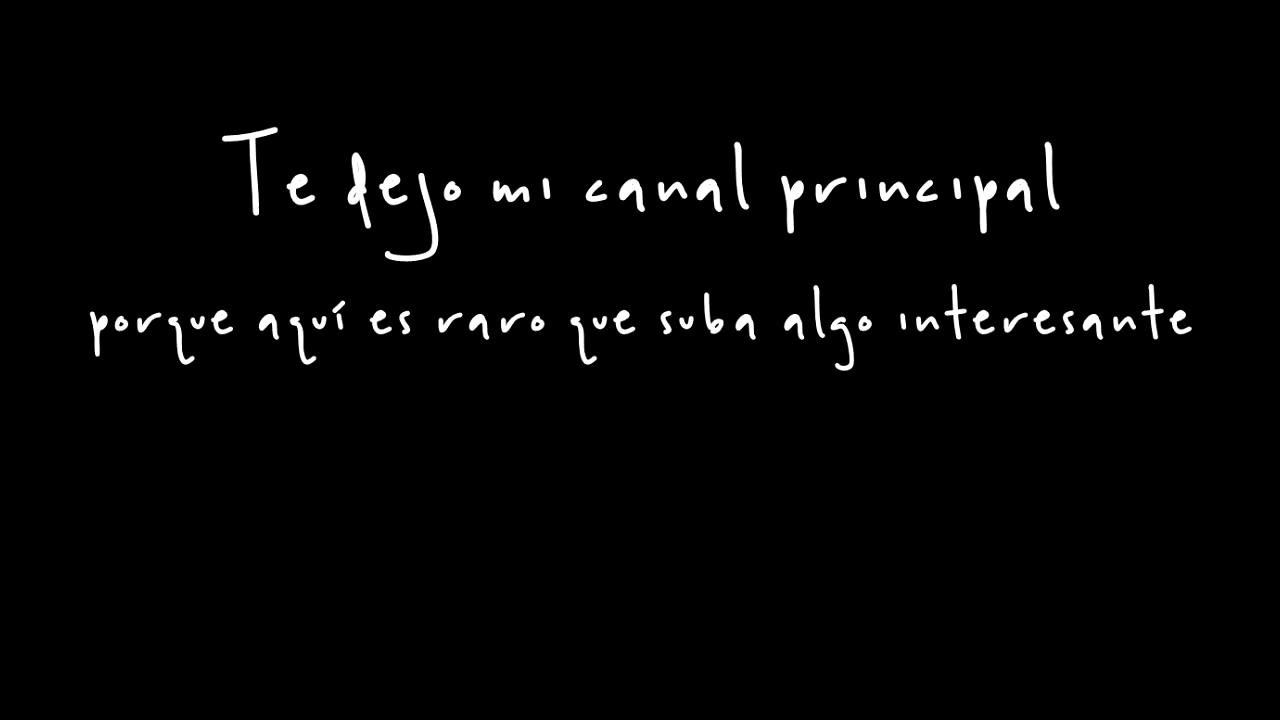 Te dejo mi canal principal
porque aquí es raro que suba algo interesante